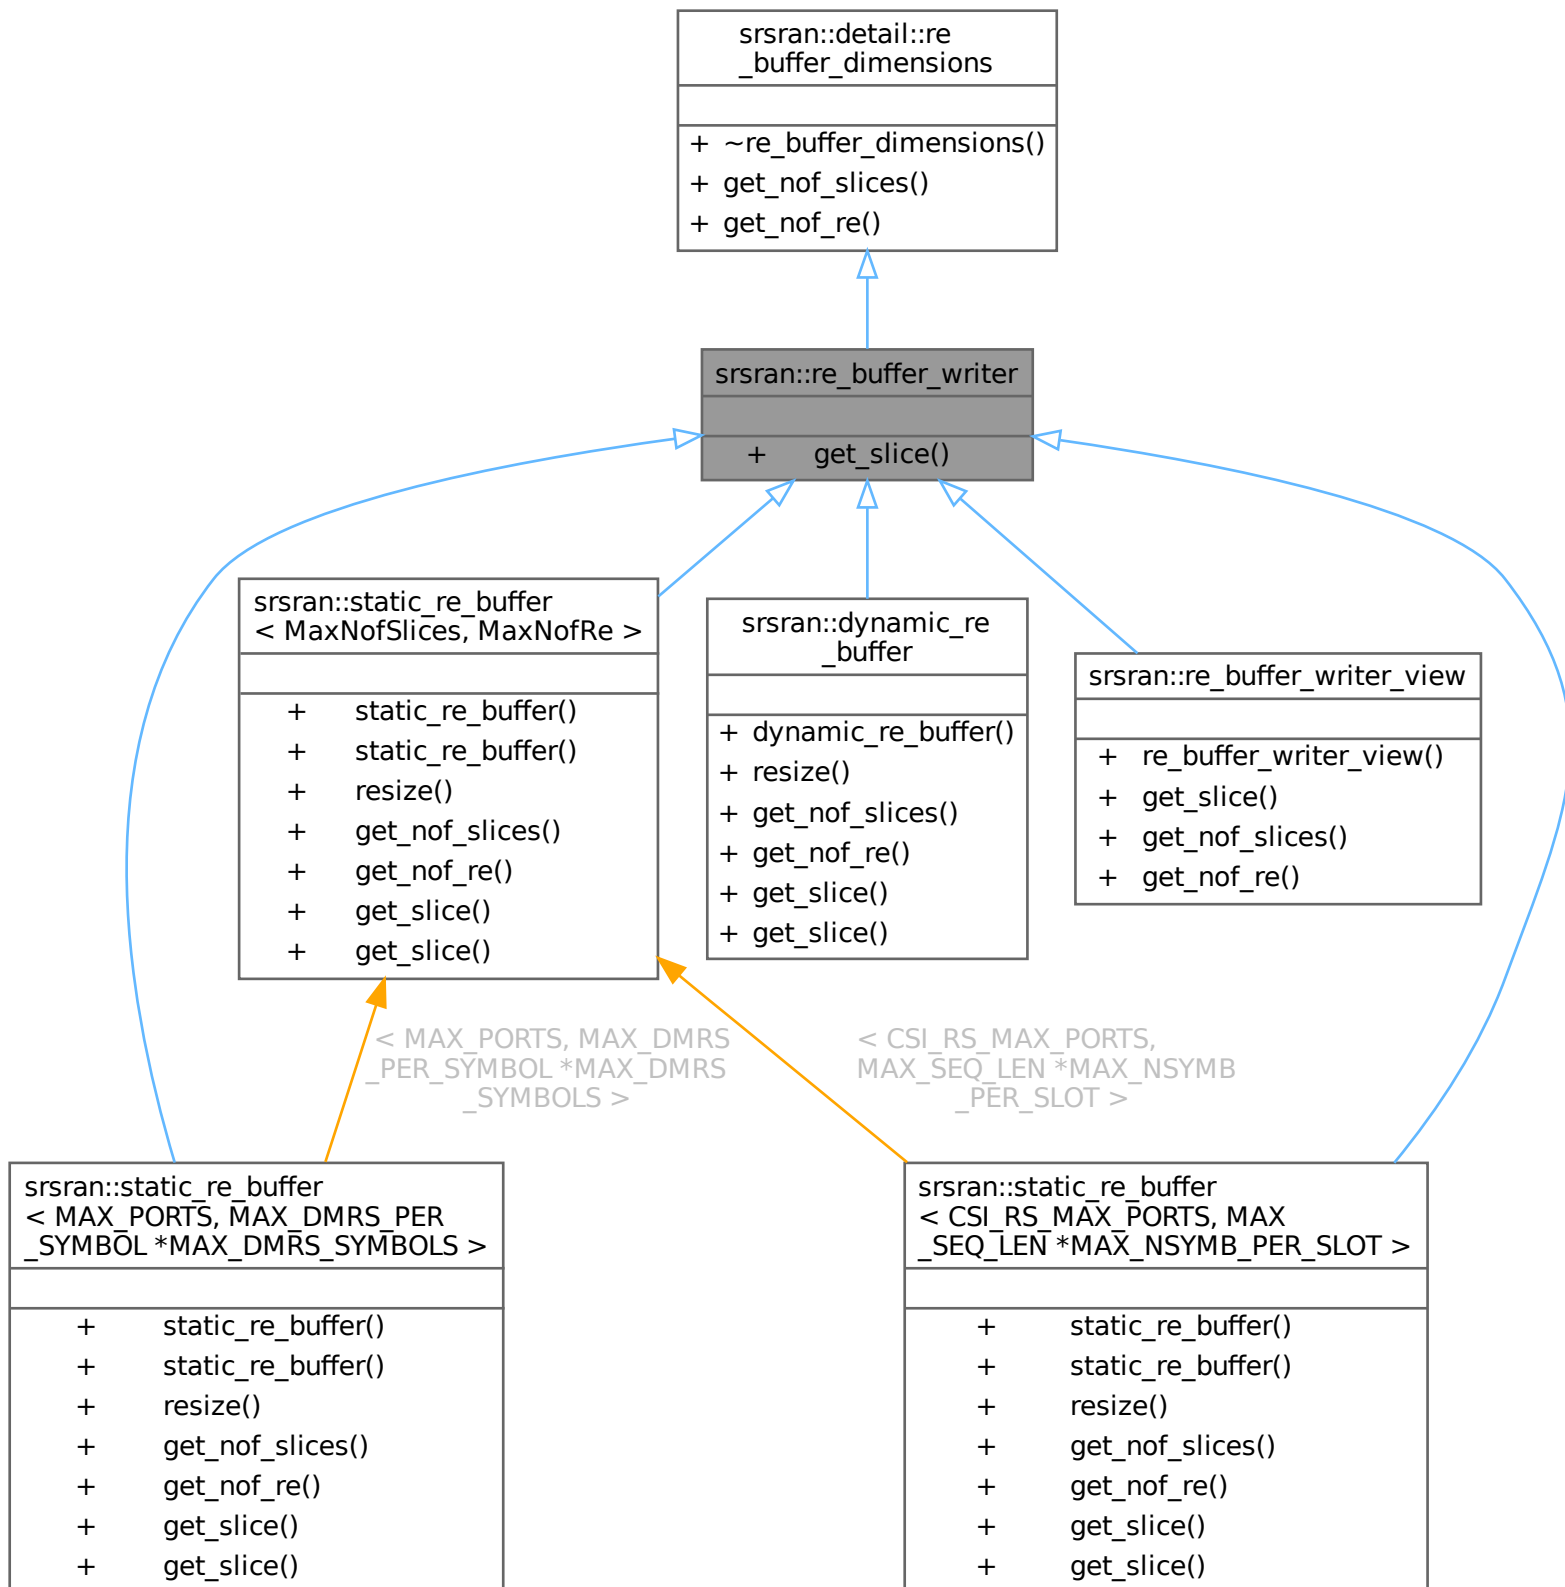 srsran::detail::re
_buffer_dimensions
+ ~re_buffer_dimensions()
+ get_nof_slices()
+ get_nof_re()
srsran::re_buffer_writer
+ get_slice()
srsran::static_re_buffer
< MaxNofSlices, MaxNofRe >
+ static_re_buffer()
+ static_re_buffer()
+ resize()
+ get_nof_slices()
+ get_nof_re()
+ get_slice()
+ get_slice()
srsran::dynamic_re
_buffer
+ dynamic_re_buffer()
+ resize()
+ get_nof_slices()
+ get_nof_re()
+ get_slice()
+ get_slice()
srsran::re_buffer_writer_view
+ re_buffer_writer_view()
+ get_slice()
+ get_nof_slices()
+ get_nof_re()
< MAX_PORTS, MAX_DMRS
_PER_SYMBOL *MAX_DMRS
_SYMBOLS >
< CSI_RS_MAX_PORTS,
MAX_SEQ_LEN *MAX_NSYMB
_PER_SLOT >
srsran::static_re_buffer
< MAX_PORTS, MAX_DMRS_PER
_SYMBOL *MAX_DMRS_SYMBOLS >
+ static_re_buffer()
+ static_re_buffer()
+ resize()
+ get_nof_slices()
+ get_nof_re()
+ get_slice()
+ get_slice()
srsran::static_re_buffer
< CSI_RS_MAX_PORTS, MAX
_SEQ_LEN *MAX_NSYMB_PER_SLOT >
+ static_re_buffer()
+ static_re_buffer()
+ resize()
+ get_nof_slices()
+ get_nof_re()
+ get_slice()
+ get_slice()